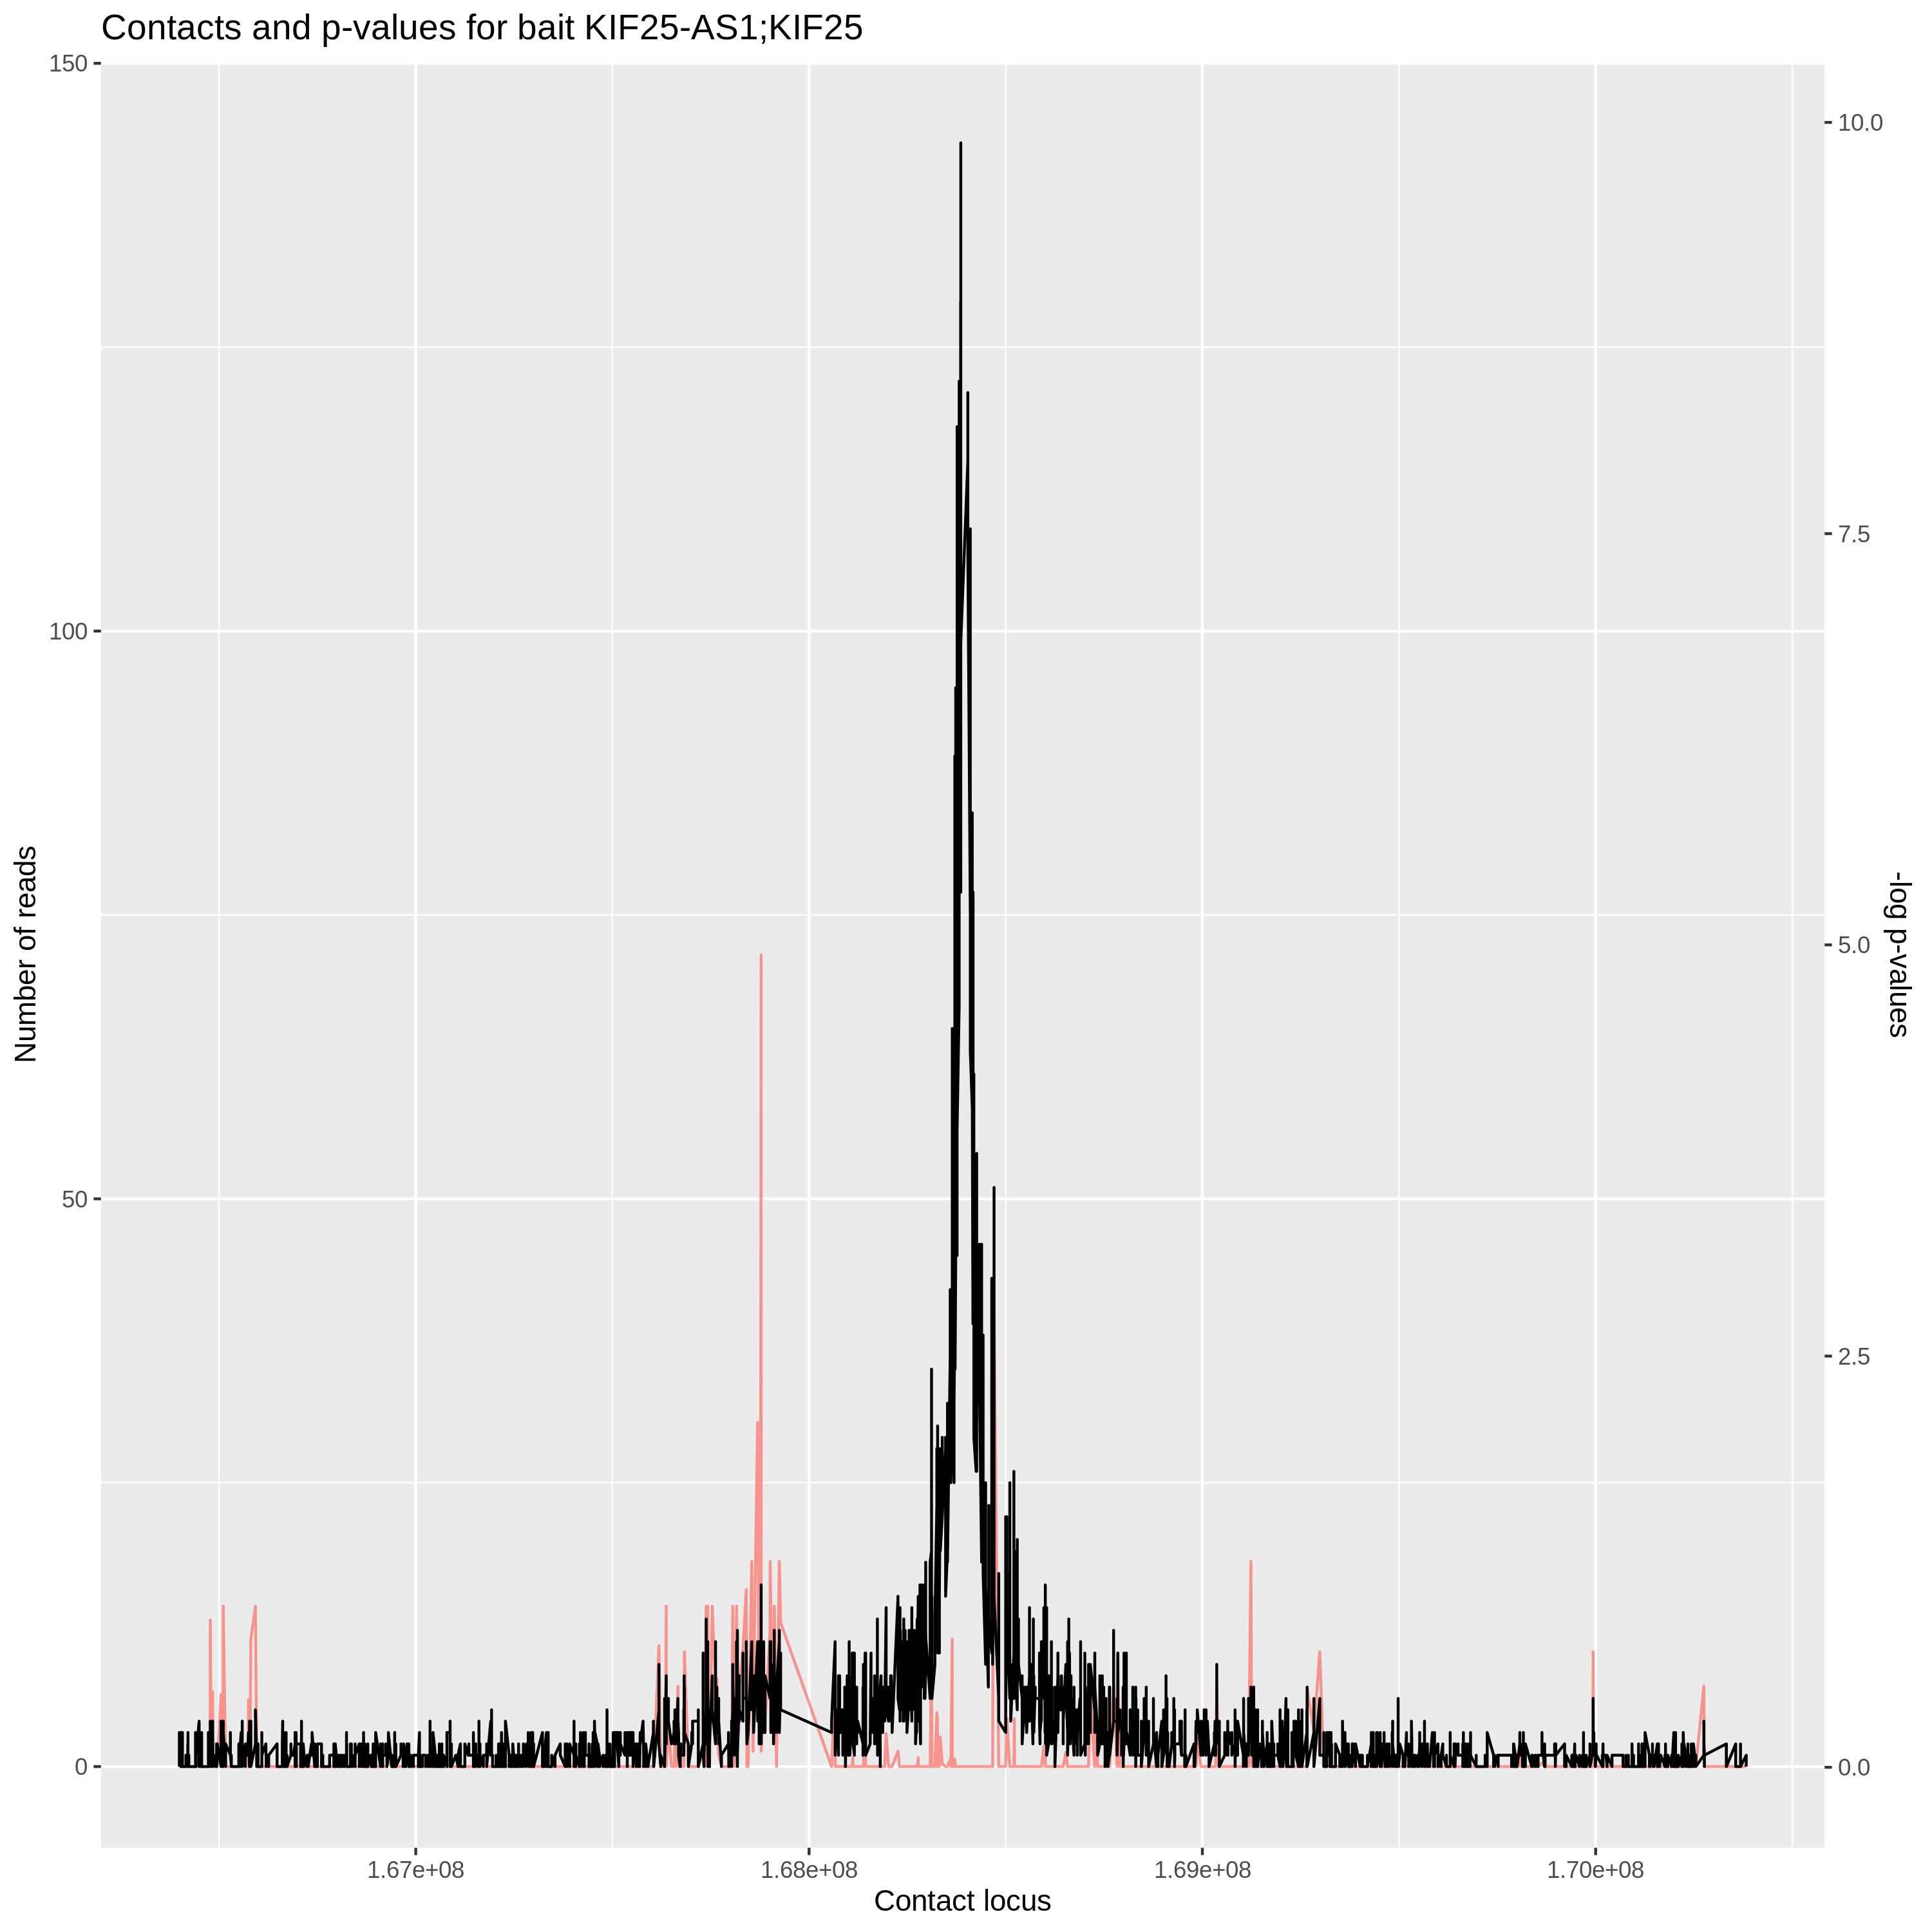 Contacts and p-values for bait KIF25-AS1;KIF25
150
100
50
0
Number of reads
10.0
7.5
5.0
2.5
0.0
-log p-values
1.67e+08
1.68e+08
1.69e+08
1.70e+08
Contact locus